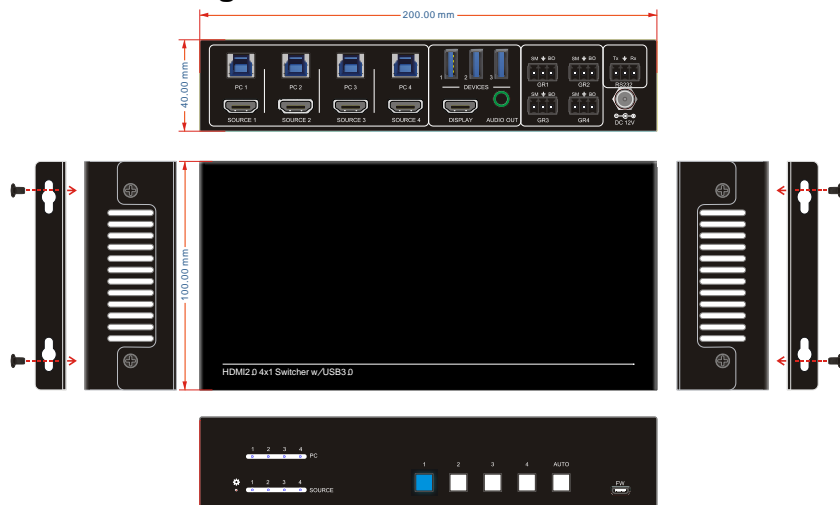 200.00 mm
40.00 mm
PC 1 PC 2 PC 3 PC 4
SOURCE 1 SOURCE 2 SOURCE 3 SOURCE 4
1 2 3
DEVICES
DISPLAY AUDIO OUT
SM BO SM BO
GR1 GR2
SM BO SM BO
GR3 GR4
Tx Rx
RS232
DC 12V
100.00 mm
HDMI2.0 4x1 Switcher w/USB3.0
1 2 3 4 PC
1 2 3 4 SOURCE
1 2 3 4 AUTO
FW